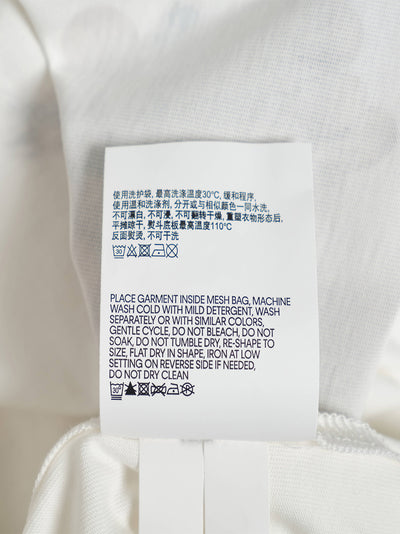 使用洗护袋, 最高洗涤温度30℃, 缓和程序,
使用温和洗涤剂, 分开或与相似颜色一同水洗,
不可漂白, 不可浸, 不可翻转干燥, 重塑衣物形态后,
平摊晾干, 熨斗底板最高温度110℃
反面熨烫, 不可干洗
30
PLACE GARMENT INSIDE MESH BAG, MACHINE
WASH COLD WITH MILD DETERGENT, WASH
SEPARATELY OR WITH SIMILAR COLORS,
GENTLE CYCLE, DO NOT BLEACH, DO NOT
SOAK, DO NOT TUMBLE DRY, RE-SHAPE TO
SIZE, FLAT DRY IN SHAPE, IRON AT LOW
SETTING ON REVERSE SIDE IF NEEDED,
DO NOT DRY CLEAN
30°